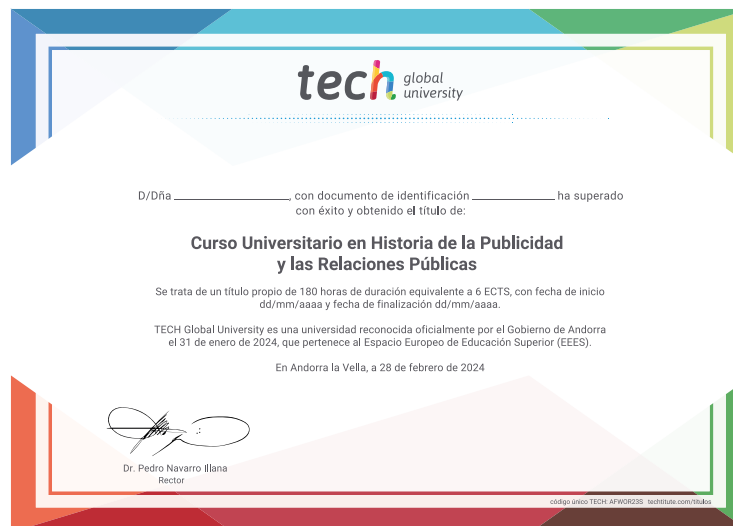 tech global
university
D/Dña ____________________, con documento de identificación ______________ ha superado
con éxito y obtenido el título de:
Curso Universitario en Historia de la Publicidad
y las Relaciones Públicas
Se trata de un título propio de 180 horas de duración equivalente a 6 ECTS, con fecha de inicio
dd/mm/aaaa y fecha de finalización dd/mm/aaaa.
TECH Global University es una universidad reconocida oficialmente por el Gobierno de Andorra
el 31 de enero de 2024, que pertenece al Espacio Europeo de Educación Superior (EEES).
En Andorra la Vella, a 28 de febrero de 2024
Dr. Pedro Navarro Illana
Rector
código único TECH: AFWOR23S techtitute.com/titulos